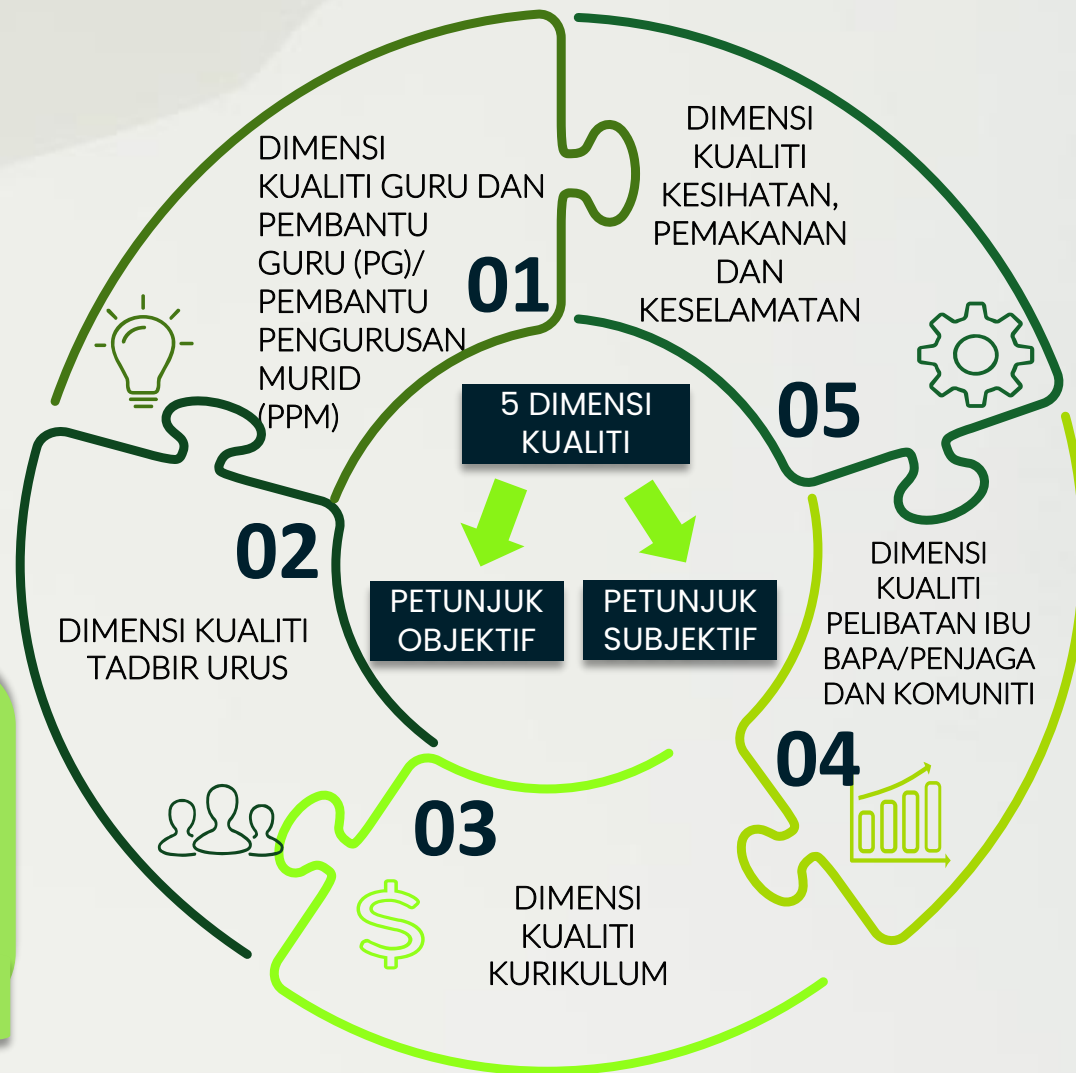 DIMENSI
KUALITI GURU DAN
PEMBANTU
GURU (PG)/
PEMBANTU
PENGURUSAN
MURID
(PPM)
01
02
DIMENSI KUALITI
TADBIR URUS
03
DIMENSI
KUALITI
KURIKULUM
04
DIMENSI
KUALITI
PELIBATAN IBU
BAPA/PENJAGA
DAN KOMUNITI
05
DIMENSI
KUALITI
KESIHATAN,
PEMAKANAN
DAN
KESELAMATAN
5 DIMENSI
KUALITI
PETUNJUK
OBJEKTIF
PETUNJUK
SUBJEKTIF
$